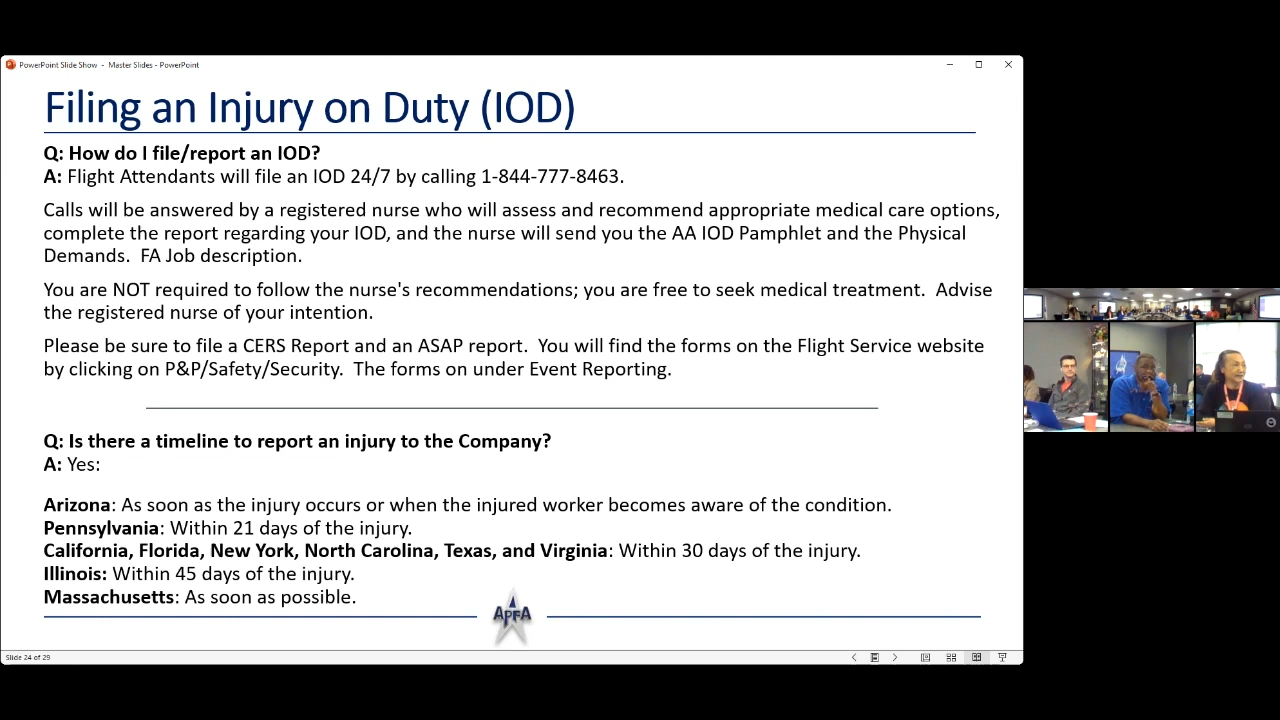 PowerPoint Slide Show - Master Slides - PowerPoint
Filing an Injury on Duty (IOD)
Q: How do I file/report an IOD?
A: Flight Attendants will file an IOD 24/7 by calling 1-844-777-8463.
Calls will be answered by a registered nurse who will assess and recommend appropriate medical care options,
complete the report regarding your IOD, and the nurse will send you the AA IOD Pamphlet and the Physical
Demands.  FA Job description.
You are NOT required to follow the nurse's recommendations; you are free to seek medical treatment.  Advise
the registered nurse of your intention.
Please be sure to file a CERS Report and an ASAP report.  You will find the forms on the Flight Service website
by clicking on P&P/Safety/Security.  The forms on under Event Reporting.
Q: Is there a timeline to report an injury to the Company?
A: Yes:
Arizona: As soon as the injury occurs or when the injured worker becomes aware of the condition.
Pennsylvania: Within 21 days of the injury.
California, Florida, New York, North Carolina, Texas, and Virginia: Within 30 days of the injury.
Illinois: Within 45 days of the injury.
Massachusetts: As soon as possible.
APFA
Slide 24 of 29